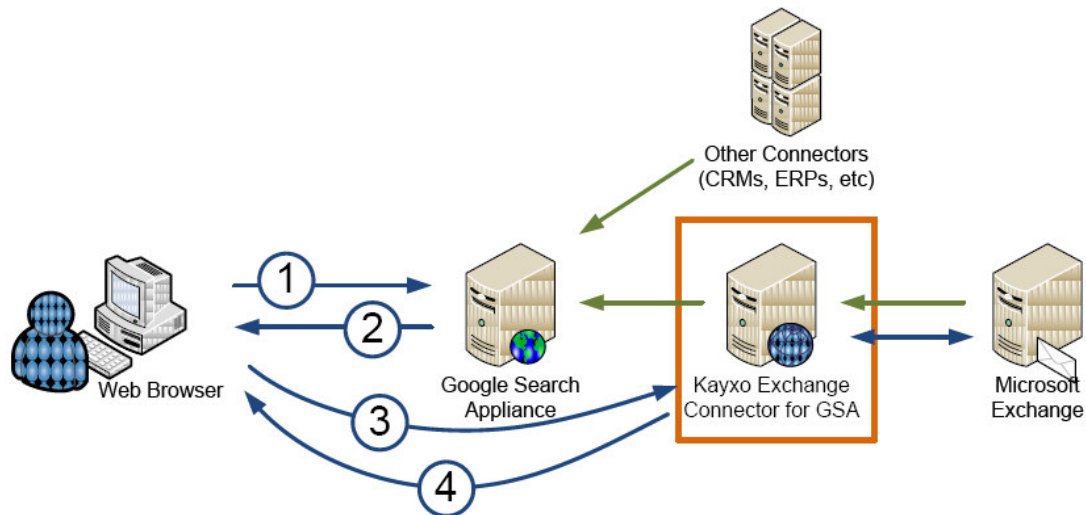 Other Connectors
(CRMs, ERPs, etc)
1
2
Web Browser
Google Search
Appliance
Kayxo Exchange
Connector for GSA
Microsoft
Exchange
3
4